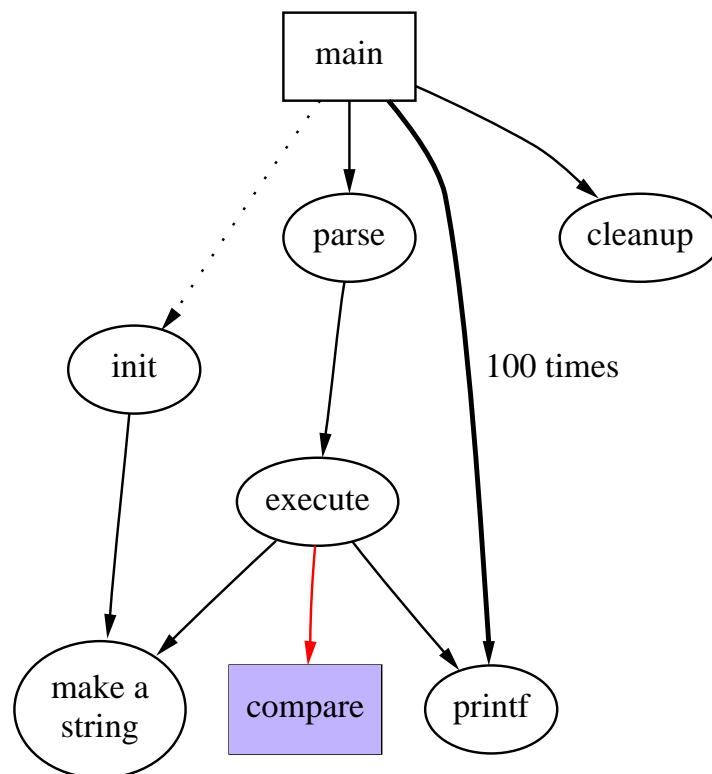 main
parse
cleanup
init
100 times
execute
make a
string
compare
printf